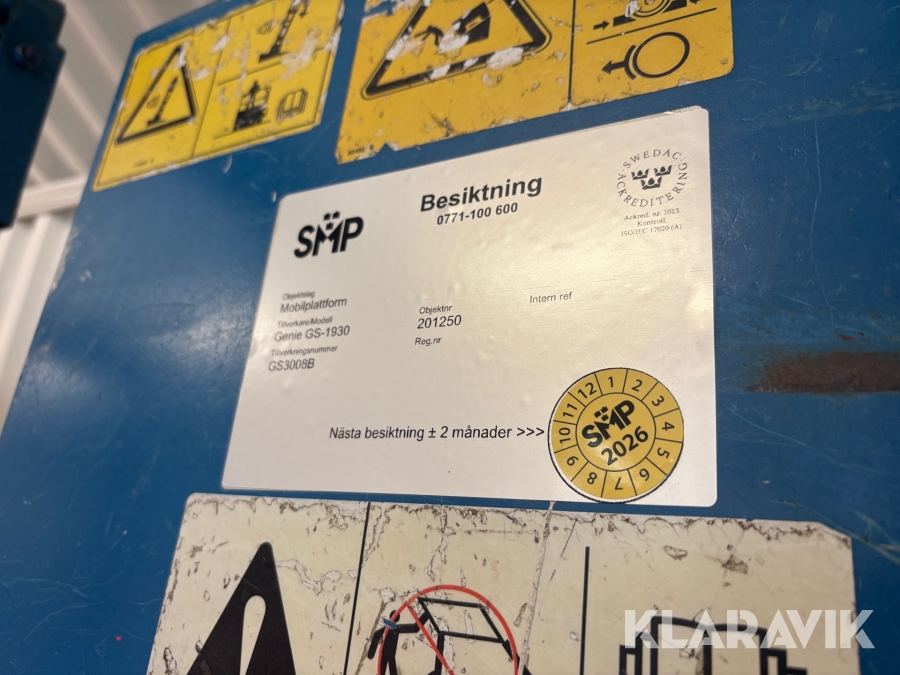 SMP
Besiktning
0771-100 600
SWEDAC
ACKREDITERING
Ackred. nr. 1013
Kontroll
ISO/IEC 17020 (A)
Objektslag
Mobilplattform
Tillverkare/Modell
Genie GS-1930
Tillverkningsnummer
GS3008B
Objektnr
201250
Reg.nr
Intern ref
Nästa besiktning ± 2 månader >>>
12 1 2 3 4 5 6 7 8 9 10 11
SMP
2026
KLARAVIK